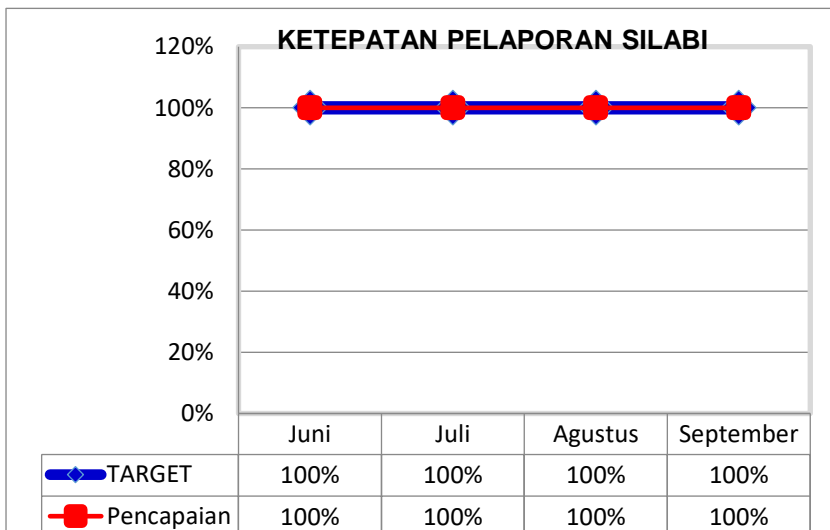 KETEPATAN PELAPORAN SILABI
120%
100%
80%
60%
40%
20%
0%
Juni Juli Agustus September
TARGET 100% 100% 100% 100%
Pencapaian 100% 100% 100% 100%